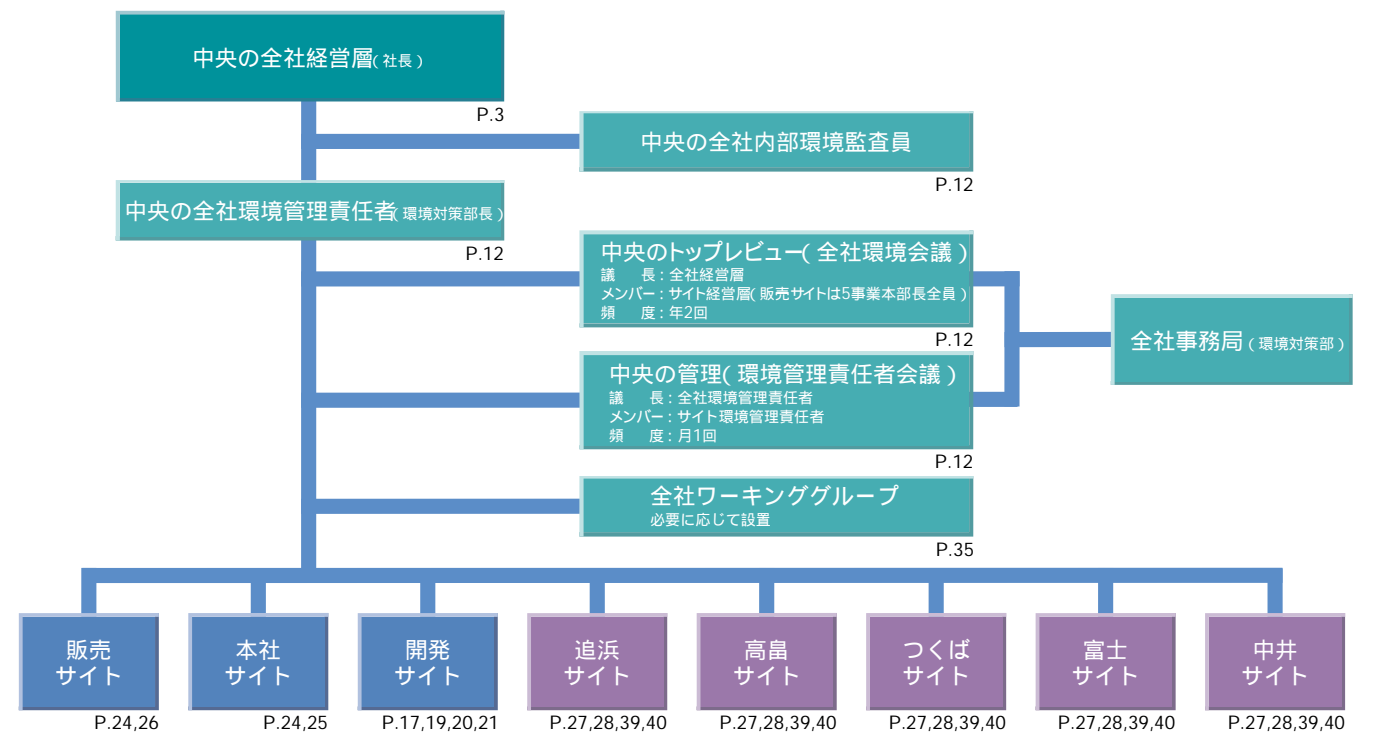 中央の全社経営層(社長)
P.3
中央の全社内部環境監査員
P.12
中央の全社環境管理責任者(環境対策部長)
P.12
中央のトップレビュー(全社環境会議)
議　長:全社経営層
メンバー:サイト経営層(販売サイトは5事業本部長全員)
頻　度:年2回
P.12
全社事務局(環境対策部)
中央の管理(環境管理責任者会議)
議　長:全社環境管理責任者
メンバー:サイト環境管理責任者
頻　度:月1回
P.12
全社ワーキンググループ
必要に応じて設置
P.35
販売
サイト
P.24,26
本社
サイト
P.24,25
開発
サイト
P.17,19,20,21
追浜
サイト
P.27,28,39,40
高畠
サイト
P.27,28,39,40
つくば
サイト
P.27,28,39,40
富士
サイト
P.27,28,39,40
中井
サイト
P.27,28,39,40